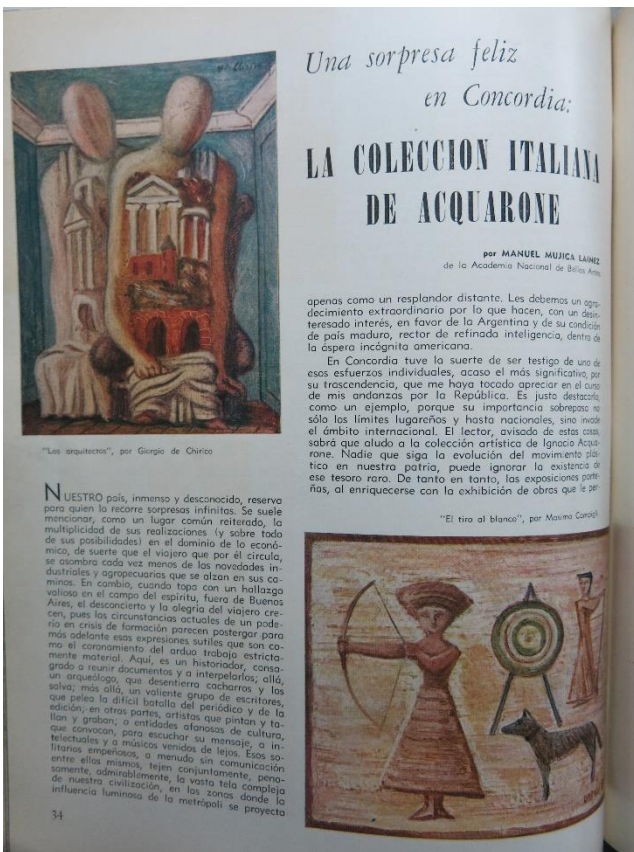 Una sorpresa feliz
en Concordia:
LA COLECCION ITALIANA
DE ACQUARONE
por MANUEL MUJICA LAINEZ
de la Academia Nacional de Bellas Artes
"Los arquitectos", por Giorgio de Chirico
NUESTRO país, inmenso y desconocido, reserva
para quien lo recorre sorpresas infinitas. Se suele
mencionar, como un lugar común reiterado, la
multiplicidad de sus realizaciones (y sobre todo
de sus posibilidades) en el dominio de lo econó-
mico, de suerte que el viajero que por él circula,
se asombra cada vez menos de las novedades in-
dustriales y agropecuarias que se alzan en sus ca-
minos. En cambio, cuando topa con un hallazgo
valioso en el campo del espíritu, fuera de Buenos
Aires, el desconcierto y la alegría del viajero cre-
cen, pues las circunstancias actuales de un pode-
río en crisis de formación parecen postergar para
más adelante esas expresiones sutiles que son co-
mo el coronamiento del arduo trabajo estricta-
mente material. Aquí, es un historiador, consa-
grado a reunir documentos y a interpelarlos; allá,
un arqueólogo, que desentierra cacharros y los
salva; más allá, un valiente grupo de escritores,
que pelea la difícil batalla del periódico y de la
edición; en otras partes, artistas que pintan y ta-
llan y graban; o entidades afanosas de cultura,
que convocan, para escuchar su mensaje, a in-
telectuales y a músicos venidos de lejos. Esos so-
litarios empeñosos, a menudo sin comunicación
entre ellos mismos, tejen conjuntamente, peno-
samente, admirablemente, la vasta tela compleja
de nuestra civilización, en las zonas donde la
influencia luminosa de la metrópoli se proyecta
34
apenas como un resplandor distante. Les debemos un agra-
decimiento extraordinario por lo que hacen, con un desin-
teresado interés, en favor de la Argentina y de su condición
de país maduro, rector de refinada inteligencia, dentro de
la áspera incógnita americana.
En Concordia tuve la suerte de ser testigo de uno de
esos esfuerzos individuales, acaso el más significativo, por
su trascendencia, que me haya tocado apreciar en el curso
de mis andanzas por la República. Es justo destacarlo,
como un ejemplo, porque su importancia sobrepasa no
sólo los límites lugareños y hasta nacionales, sino invade
el ámbito internacional. El lector, avisado de estas cosas,
sabrá que aludo a la colección artística de Ignacio Acqua-
rone. Nadie que siga la evolución del movimiento plás-
tico en nuestra patria, puede ignorar la existencia de
ese tesoro raro. De tanto en tanto, las exposiciones porte-
ñas, al enriquecerse con la exhibición de obras que le per-
"El tiro al blanco", por Massimo Campigli